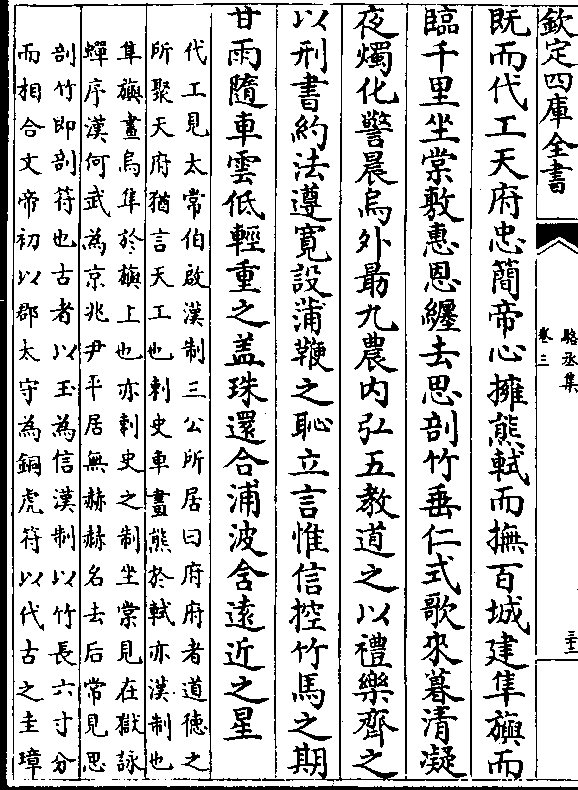 欽定四庫全書
駱丞集
卷三
三十三
既而代工天府忠簡帝心擁熊軾而撫百城建隼旟而
臨千里坐棠敷惠恩纏去思剖竹垂仁式歌來暮清凝
夜燭化警晨烏外勗九農内弘五教道之以禮樂齊之
以刑書約法遵寛設蒲鞭之恥立言惟信控竹馬之期
甘雨隨車雲低輕重之盖珠還合浦波含遠近之星
代工見太常伯啟漢制三公所居曰府府者道德之
所聚天府猶言天工也刺史車畫熊於軾亦漢制也
隼旟畫烏隼於旟上也亦刺史之制坐棠見在獄詠
蟬序漢何武為京兆尹平居無赫赫名去后常見思
剖竹即剖符也古者以玉為信漢制以竹長六寸分
而相合文帝初以郡太守為銅虎符以代古之圭璋